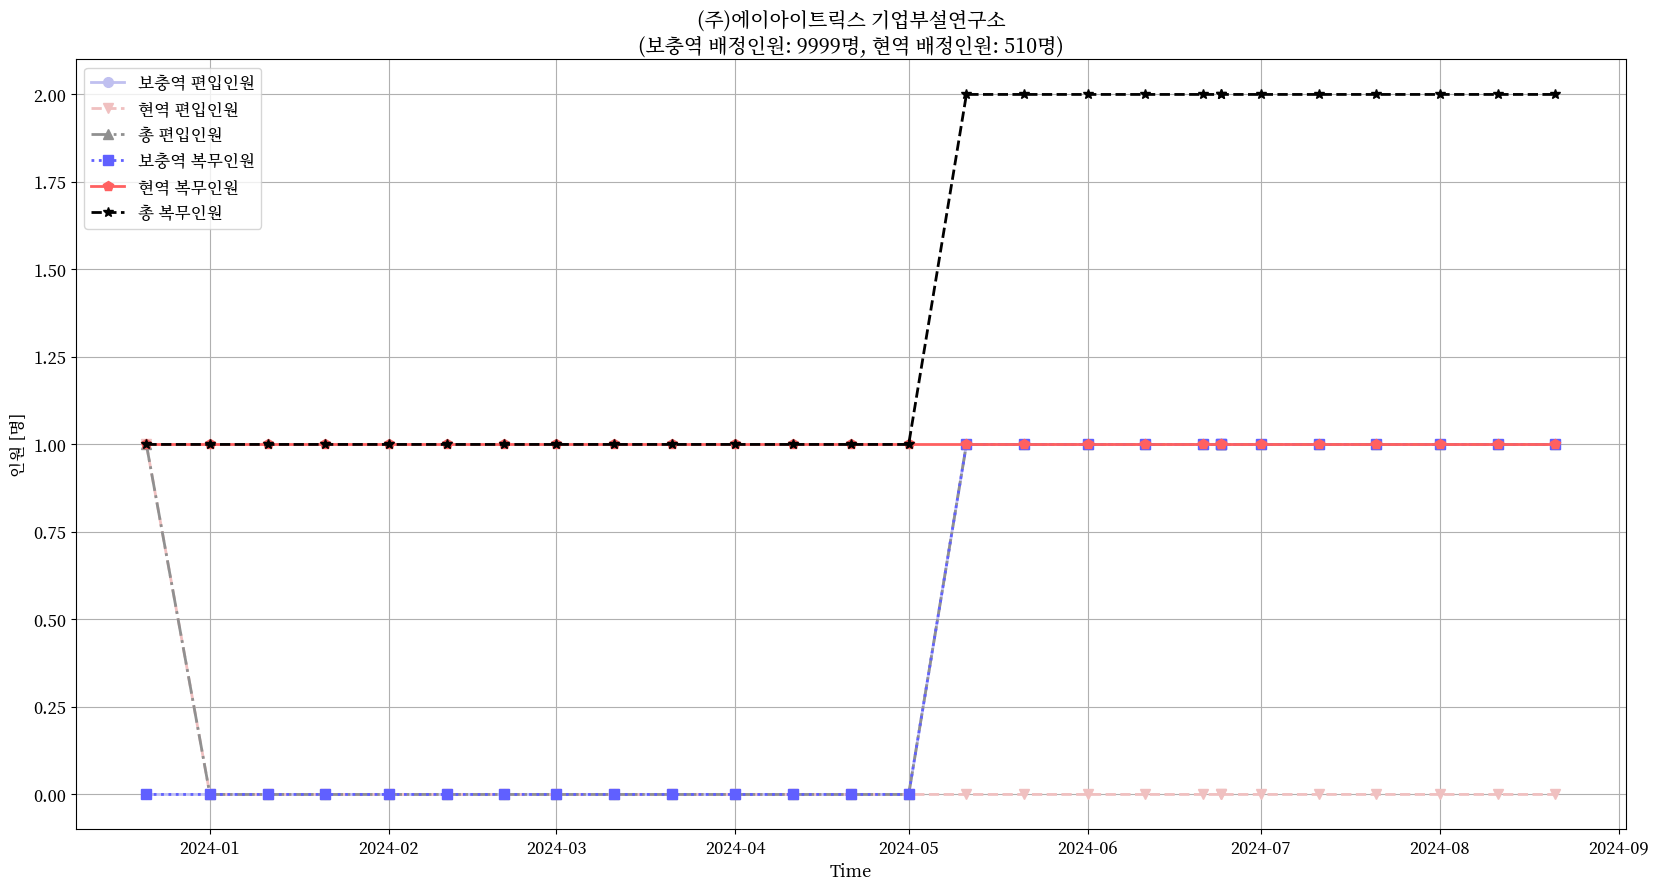 (주)에이아이트릭스 기업부설연구소
(보충역 배정인원: 9999명, 현역 배정인원: 510명)
보충역 편입인원
현역 편입인원
총 편입인원
보충역 복무인원
현역 복무인원
총 복무인원
인원 [명]
2.00
1.75
1.50
1.25
1.00
0.75
0.50
0.25
0.00
2024-01 2024-02 2024-03 2024-04 2024-05 2024-06 2024-07 2024-08 2024-09
Time